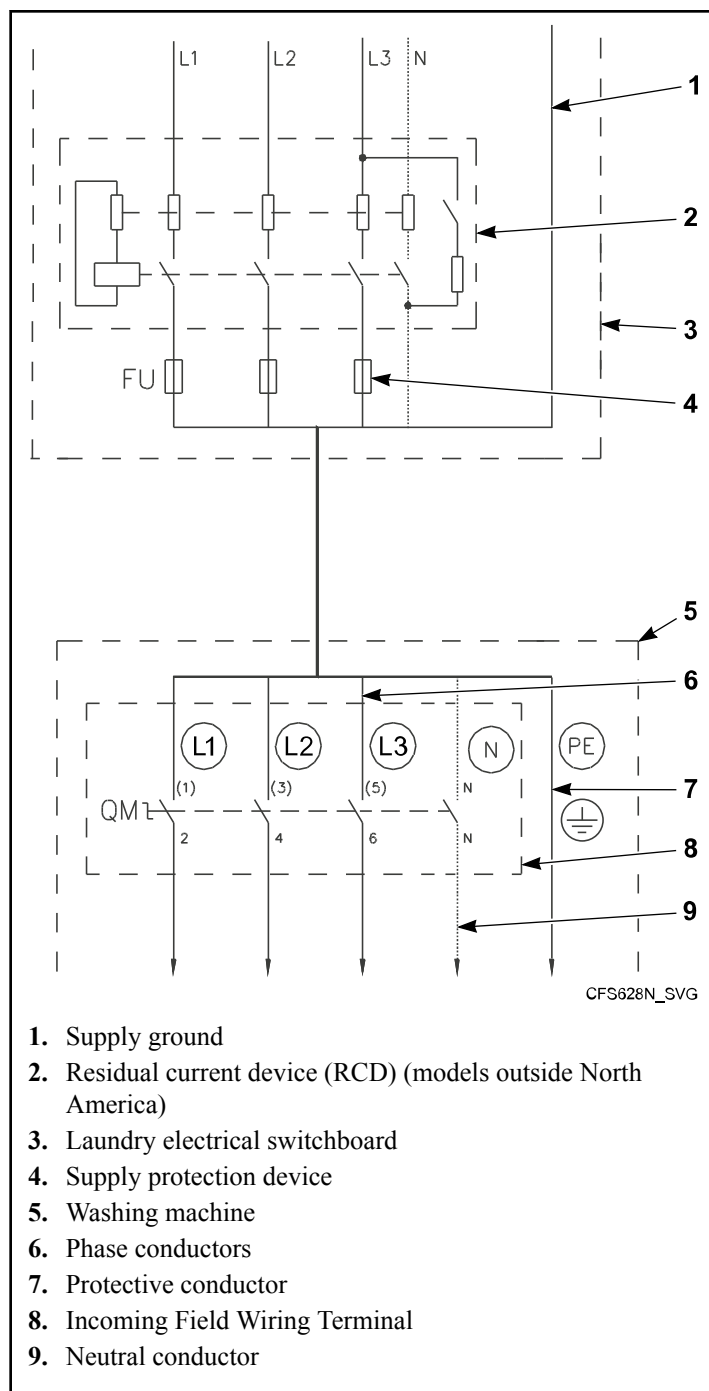 L1 L2 L3 N
1
2
3
FU
4
5
6
L1 L2 L3 N PE
(1) (3) (5) N
QM
7
2 4 6 N
8
9
CFS628N_SVG
1. Supply ground
2. Residual current device (RCD) (models outside North
America)
3. Laundry electrical switchboard
4. Supply protection device
5. Washing machine
6. Phase conductors
7. Protective conductor
8. Incoming Field Wiring Terminal
9. Neutral conductor